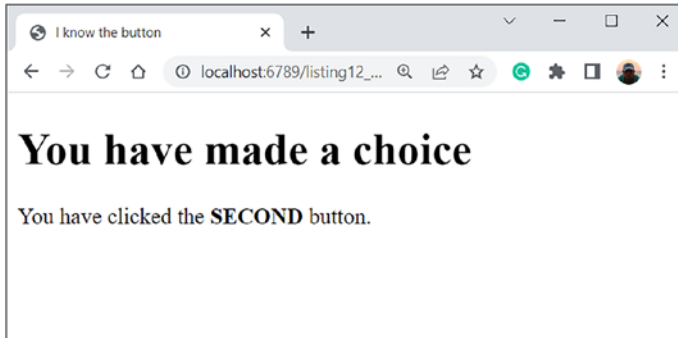 I know the button
localhost:6789/listing12_...
You have made a choice
You have clicked the SECOND button.